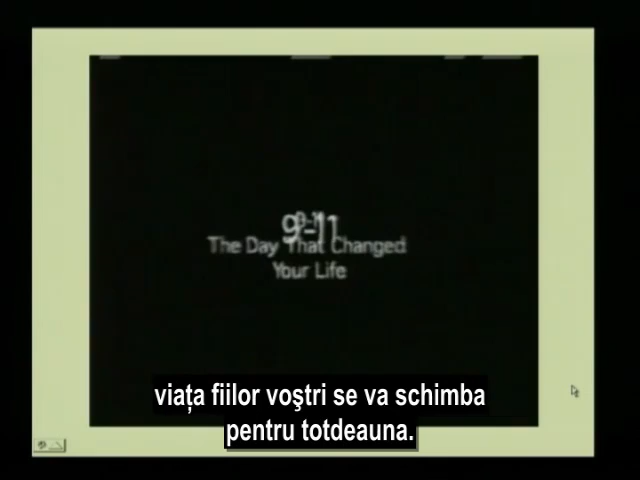 9-11
The Day That Changed
Your Life
viața fiilor voştri se va schimba
pentru totdeauna.